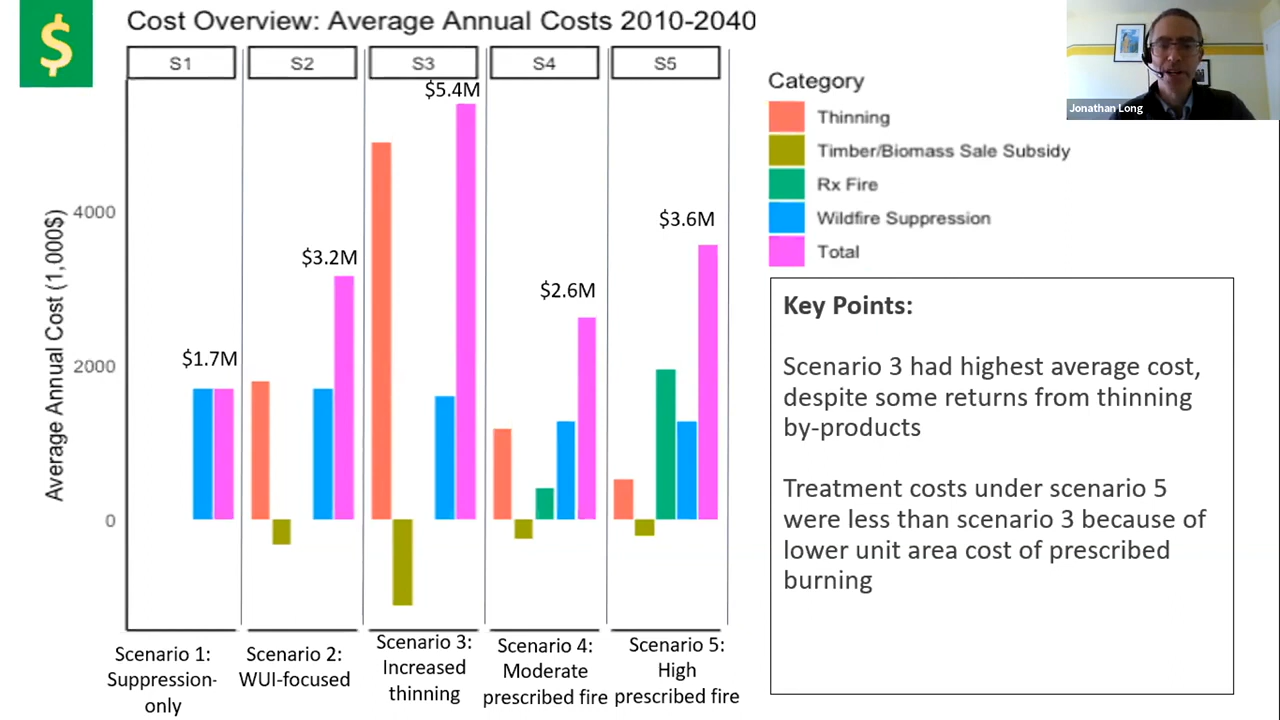 $
Cost Overview: Average Annual Costs 2010-2040
Jonathan Long
S1
S2
S3
S4
S5
$5.4M
$3.6M
$3.2M
$2.6M
$1.7M
Average Annual Cost (1,000$)
4000
2000
0
Scenario 1:
Suppression-
only
Scenario 2:
WUI-focused
Scenario 3:
Increased
thinning
Scenario 4:
Moderate
prescribed fire
Scenario 5:
High
prescribed fire
Category
Thinning
Timber/Biomass Sale Subsidy
Rx Fire
Wildfire Suppression
Total
Key Points:
Scenario 3 had highest average cost,
despite some returns from thinning
by-products
Treatment costs under scenario 5
were less than scenario 3 because of
lower unit area cost of prescribed
burning